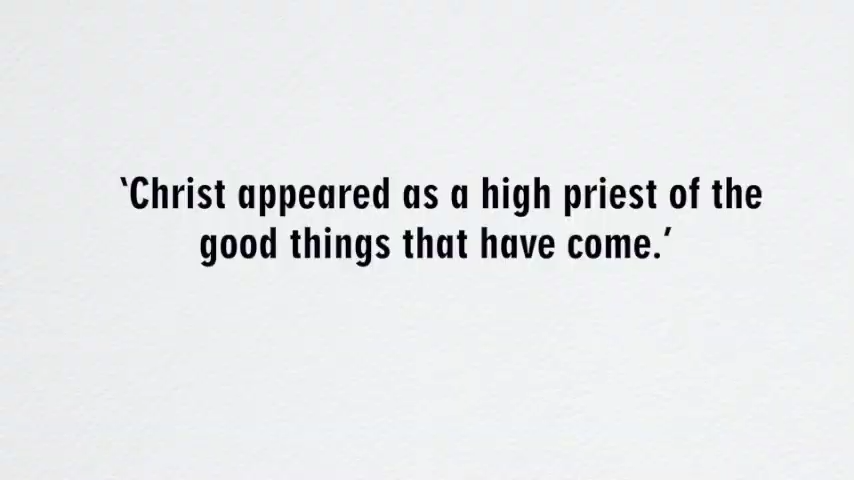 ‘Christ appeared as a high priest of the
good things that have come.’